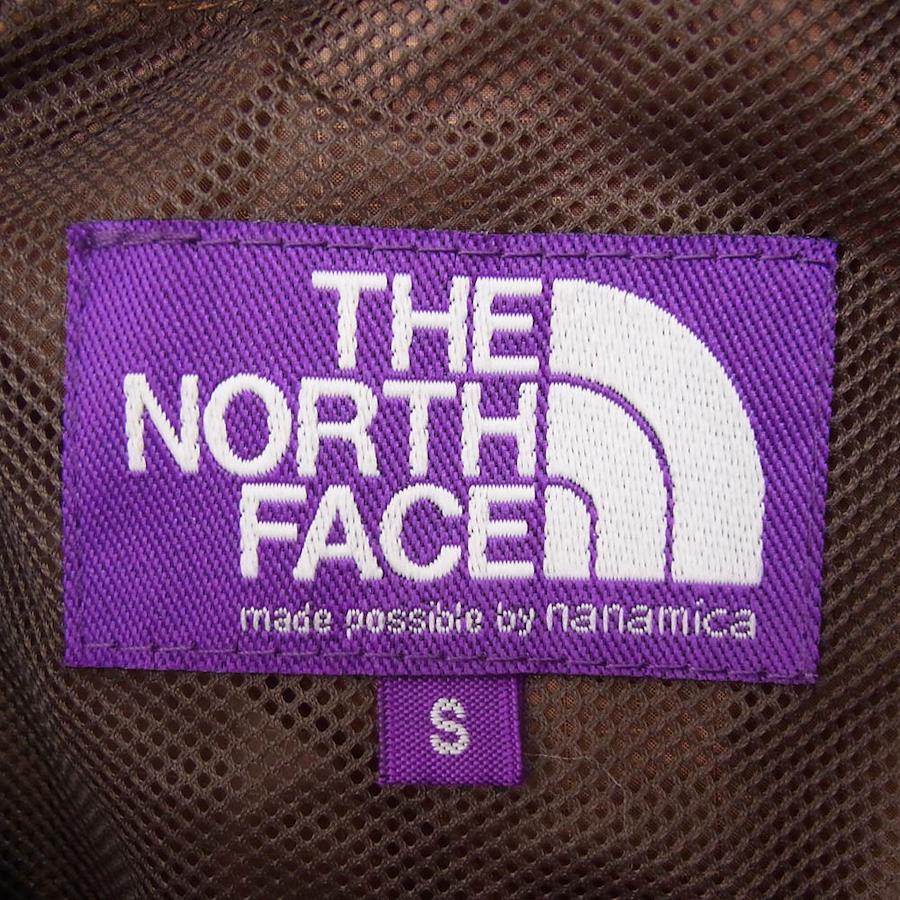 THE
NORTH
FACE
made possible by nanamica
S